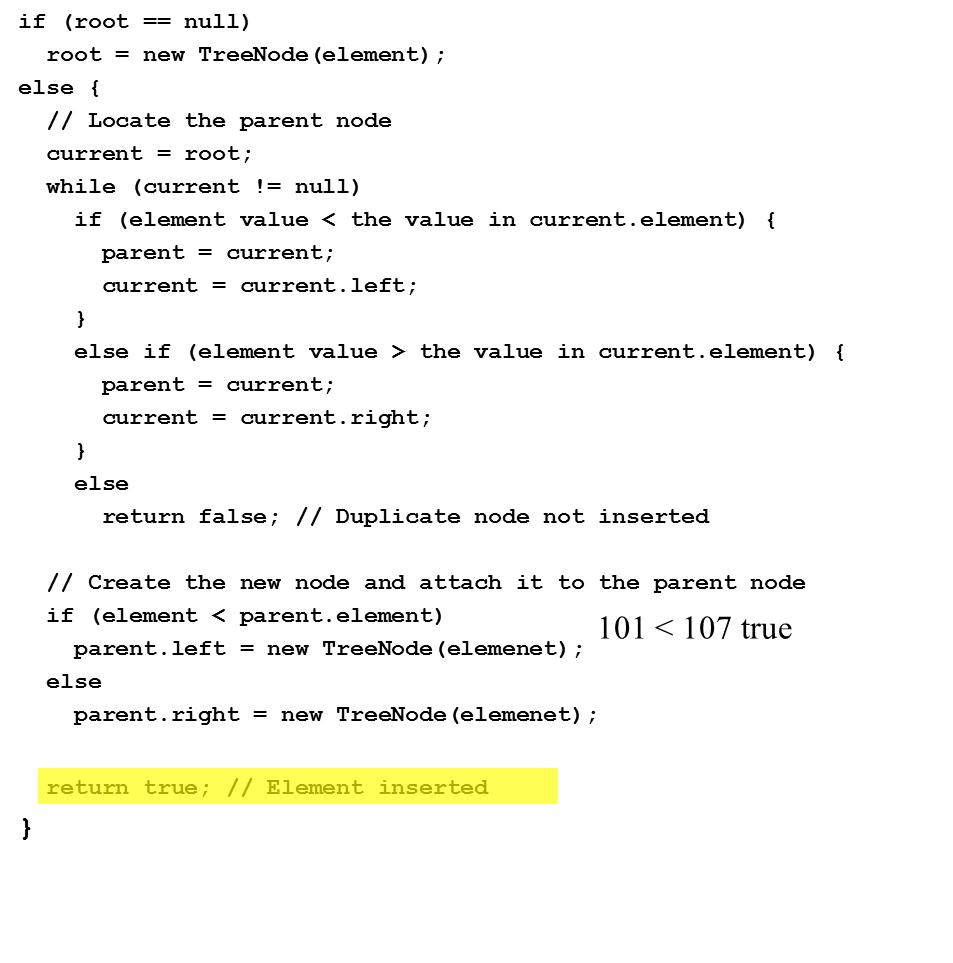 if (root == null)
root = new TreeNode(element);
else {
// Locate the parent node
current = root;
while (current != null)
if (element value < the value in current.element) {
parent = current;
current = current.left;
}
else if (element value > the value in current.element) {
parent = current;
current = current.right;
}
else
return false; // Duplicate node not inserted
// Create the new node and attach it to the parent node
if (element < parent.element)
101 < 107 true
parent.left = new TreeNode(elemenet);
else
parent.right = new TreeNode(elemenet);
return true; // Element inserted
}